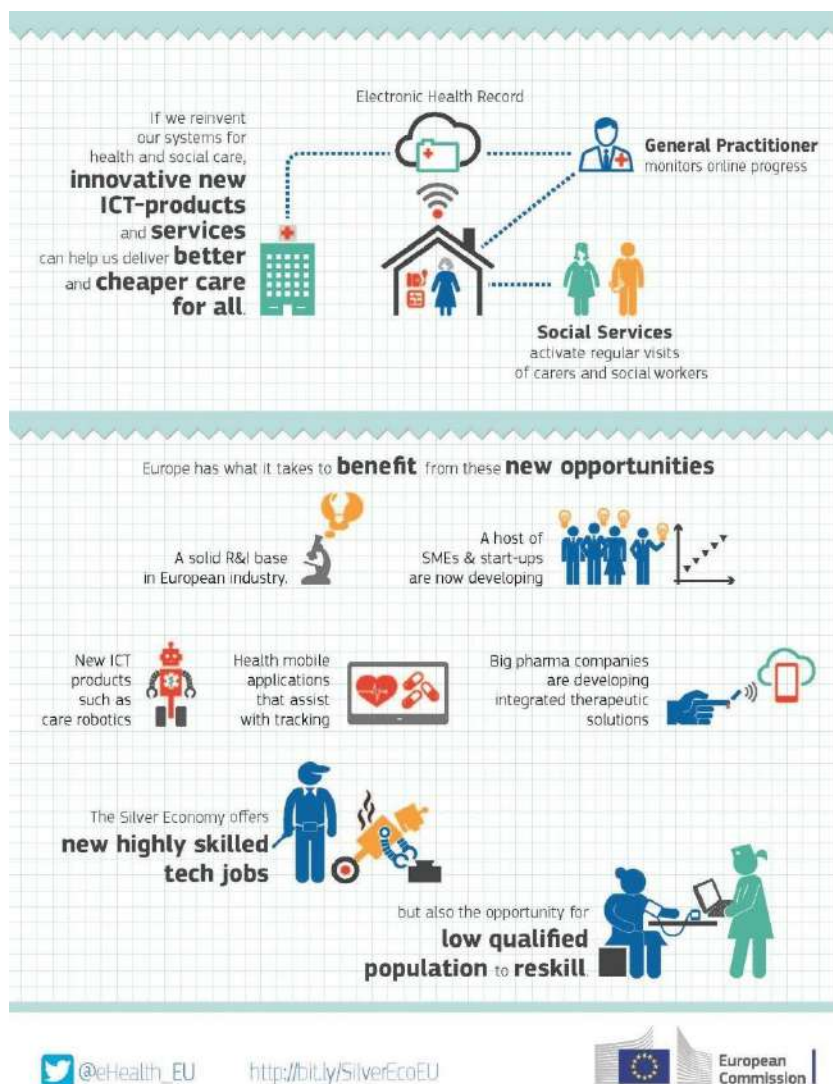 Electronic Health Record
If we reinvent
our systems for
health and social care,
innovative new
ICT-products
and services
can help us deliver better
and cheaper care
for all.
General Practitioner
monitors online progress
Social Services
activate regular visits
of carers and social workers
Europe has what it takes to benefit from these new opportunities
A solid R&I base
in European industry.
A host of
SMEs & start-ups
are now developing
New ICT
products
such as
care robotics
Health mobile
applications
that assist
with tracking
Big pharma companies
are developing
integrated therapeutic
solutions
The Silver Economy offers
new highly skilled
tech jobs
but also the opportunity for
low qualified
population to reskill.
@eHealth_EU
http://bit.ly/SilverEcoEU
European
Commission